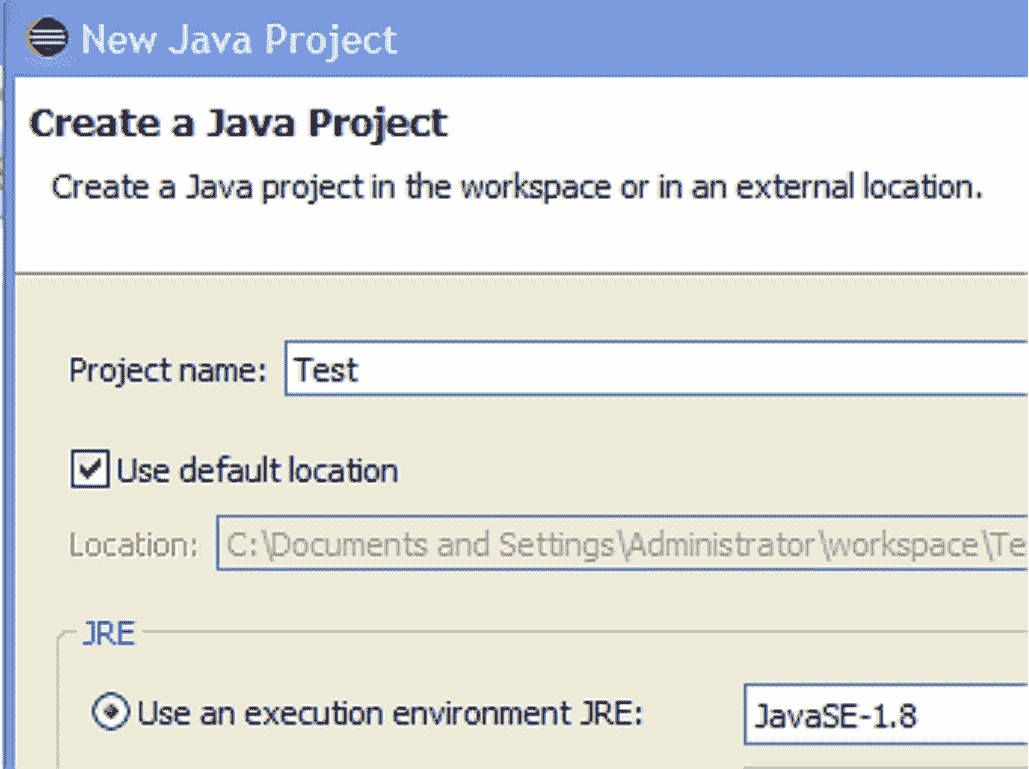 New Java Project
Create a Java Project
Create a Java project in the workspace or in an external location.
Project name: Test
Use default location
Location: C:\Documents and Settings\Administrator\workspace\Te
JRE
Use an execution environment JRE: JavaSE-1.8